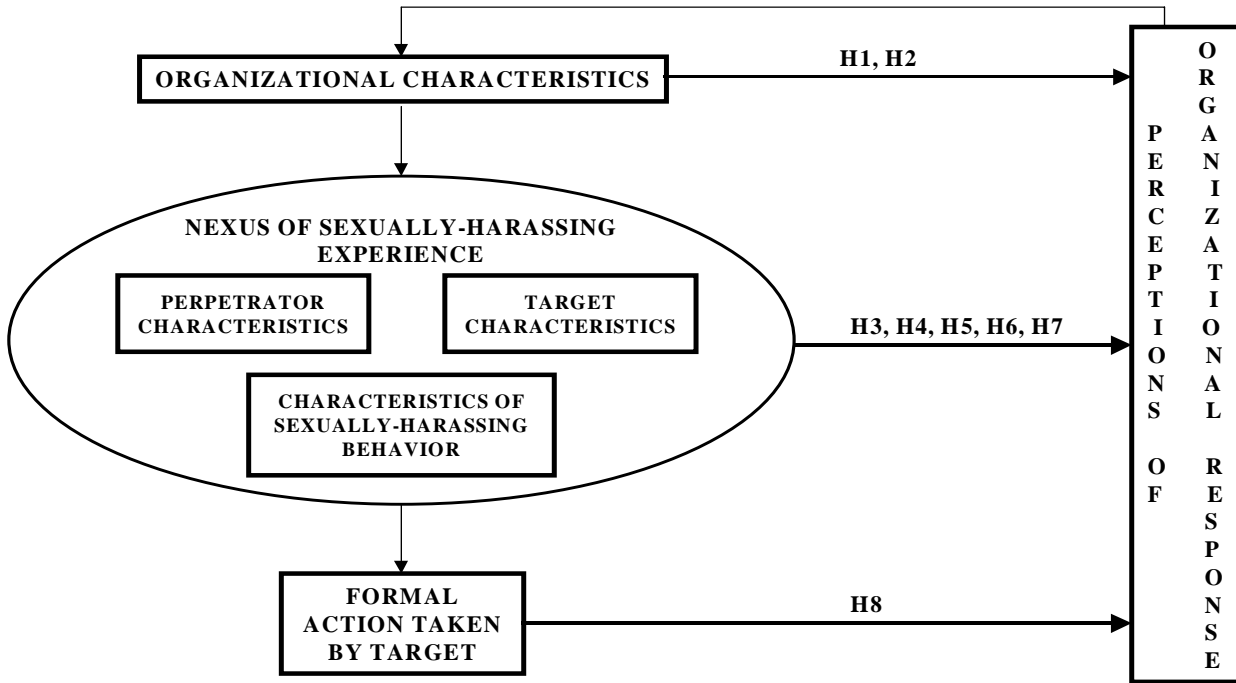 ORGANIZATIONAL CHARACTERISTICS
H1, H2
NEXUS OF SEXUALLY-HARASSING
EXPERIENCE
PERPETRATOR
CHARACTERISTICS
TARGET
CHARACTERISTICS
CHARACTERISTICS OF
SEXUALLY-HARASSING
BEHAVIOR
H3, H4, H5, H6, H7
FORMAL
ACTION TAKEN
BY TARGET
H8
PERCEPTIONS OF
ORGANIZATIONAL RESPONSE